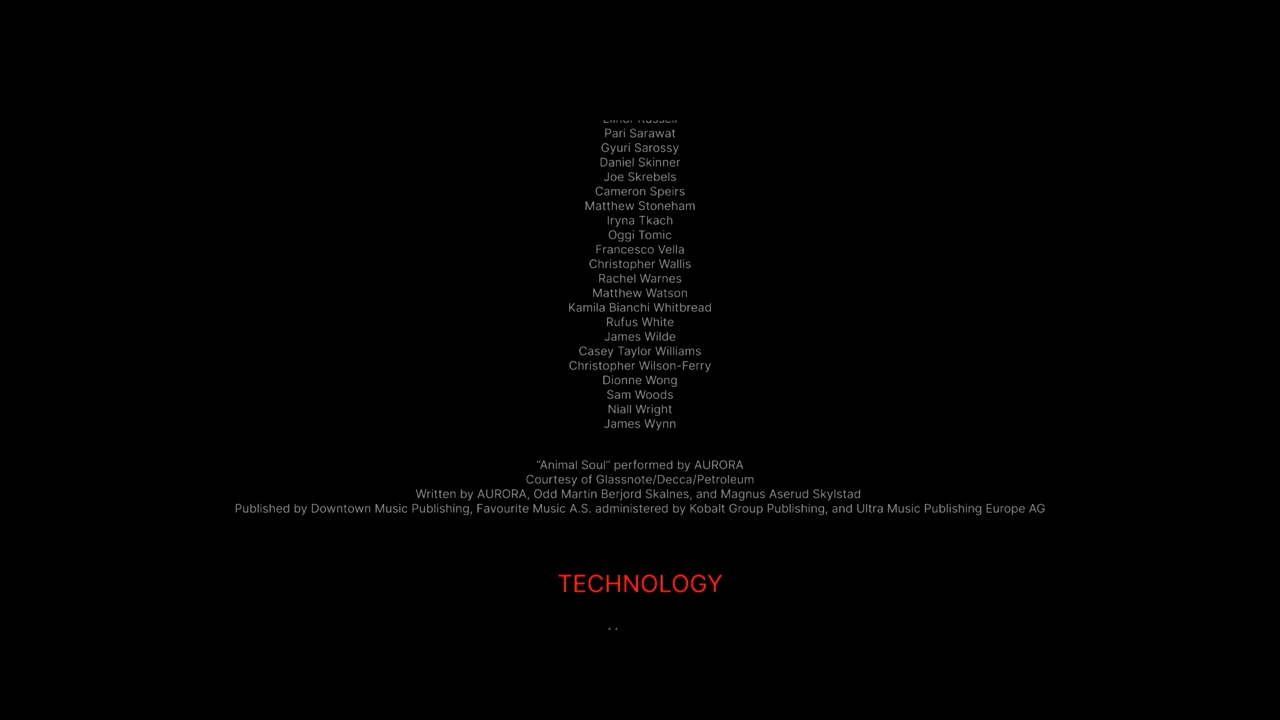 Elinor Russell
Pari Sarawat
Gyuri Sarossy
Daniel Skinner
Joe Skrebels
Cameron Speirs
Matthew Stoneham
Iryna Tkach
Oggi Tomic
Francesco Vella
Christopher Wallis
Rachel Warnes
Matthew Watson
Kamila Bianchi Whitbread
Rufus White
James Wilde
Casey Taylor Williams
Christopher Wilson-Ferry
Dionne Wong
Sam Woods
Niall Wright
James Wynn
“Animal Soul” performed by AURORA
Courtesy of Glassnote/Decca/Petroleum
Written by AURORA, Odd Martin Berjord Skalnes, and Magnus Aserud Skylstad
Published by Downtown Music Publishing, Favourite Music A.S. administered by Kobalt Group Publishing, and Ultra Music Publishing Europe AG
TECHNOLOGY